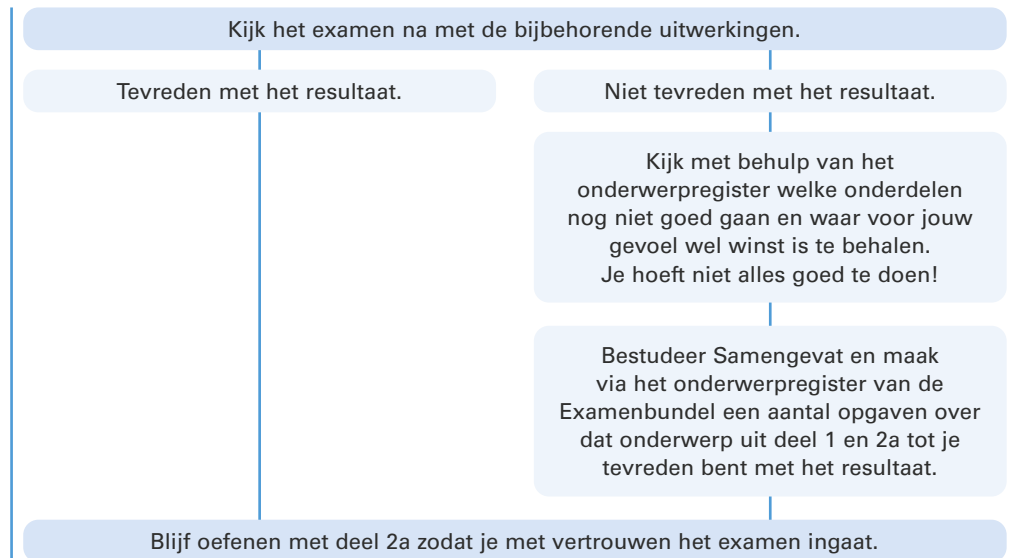 Kijk het examen na met de bijbehorende uitwerkingen.
Tevreden met het resultaat.
Niet tevreden met het resultaat.
Kijk met behulp van het
onderwerpregister welke onderdelen
nog niet goed gaan en waar voor jouw
gevoel wel winst is te behalen.
Je hoeft niet alles goed te doen!
Bestudeer Samengevat en maak
via het onderwerpregister van de
Examenbundel een aantal opgaven over
dat onderwerp uit deel 1 en 2a tot je
tevreden bent met het resultaat.
Blijf oefenen met deel 2a zodat je met vertrouwen het examen ingaat.